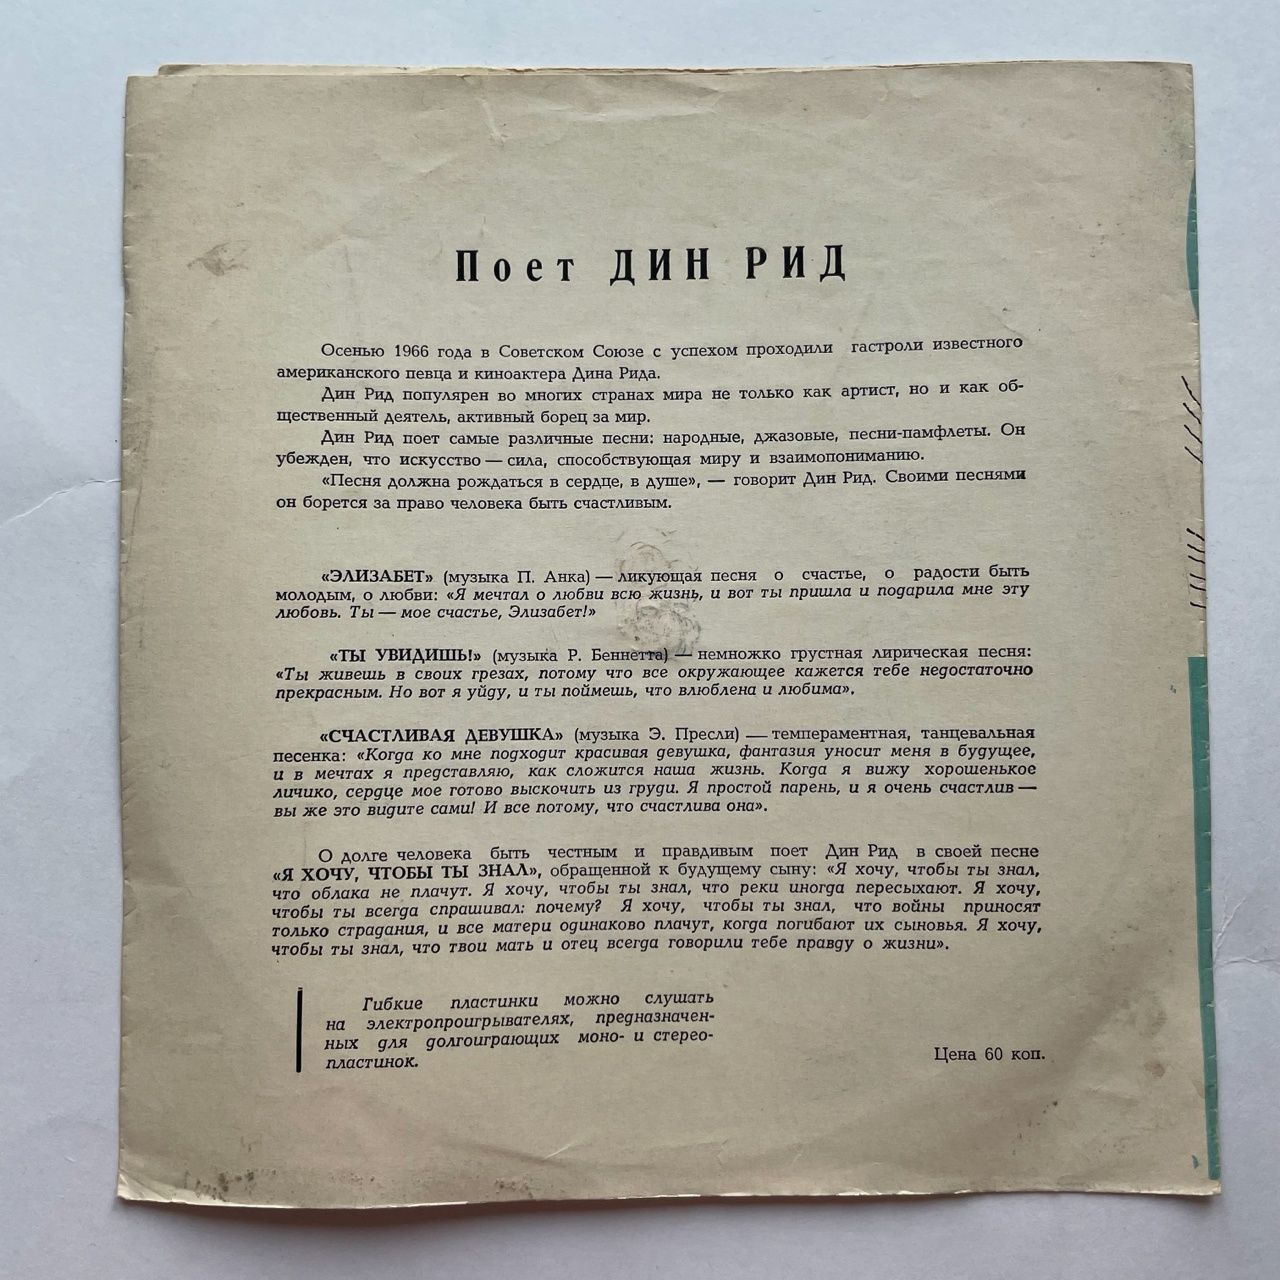 Поет ДИН РИД
Осенью 1966 года в Советском Союзе с успехом проходили гастроли известного
американского певца и киноактера Дина Рида.
Дин Рид популярен во многих странах мира не только как артист, но и как об-
щественный деятель, активный борец за мир.
Дин Рид поет самые различные песни: народные, джазовые, песни-памфлеты. Он
убежден, что искусство — сила, способствующая миру и взаимопониманию.
«Песня должна рождаться в сердце, в душе», — говорит Дин Рид. Своими песнями
он борется за право человека быть счастливым.
«ЭЛИЗАБЕТ» (музыка П. Анка) — ликующая песня о счастье, о радости быть
молодым, о любви: «Я мечтал о любви всю жизнь, и вот ты пришла и подарила мне эту
любовь. Ты — мое счастье, Элизабет!»
«ТЫ УВИДИШЬ!» (музыка Р. Беннетта) — немножко грустная лирическая песня:
«Ты живешь в своих грезах, потому что все окружающее кажется тебе недостаточно
прекрасным. Но вот я уйду, и ты поймешь, что влюблена и любима».
«СЧАСТЛИВАЯ ДЕВУШКА» (музыка Э. Пресли) — темпераментная, танцевальная
песенка: «Когда ко мне подходит красивая девушка, фантазия уносит меня в будущее,
и в мечтах я представляю, как сложится наша жизнь. Когда я вижу хорошенькое
личико, сердце мое готово выскочить из груди. Я простой парень, и я очень счастлив —
вы же это видите сами! И все потому, что счастлива она».
О долге человека быть честным и правдивым поет Дин Рид в своей песне
«Я ХОЧУ, ЧТОБЫ ТЫ ЗНАЛ», обращенной к будущему сыну: «Я хочу, чтобы ты знал,
что облака не плачут. Я хочу, чтобы ты знал, что реки иногда пересыхают. Я хочу,
чтобы ты всегда спрашивал: почему? Я хочу, чтобы ты знал, что войны приносят
только страдания, и все матери одинаково плачут, когда погибают их сыновья. Я хочу,
чтобы ты знал, что твои мать и отец всегда говорили тебе правду о жизни».
Гибкие пластинки можно слушать
на электропроигрывателях, предназначен-
ных для долгоиграющих моно- и стерео-
пластинок.
Цена 60 коп.